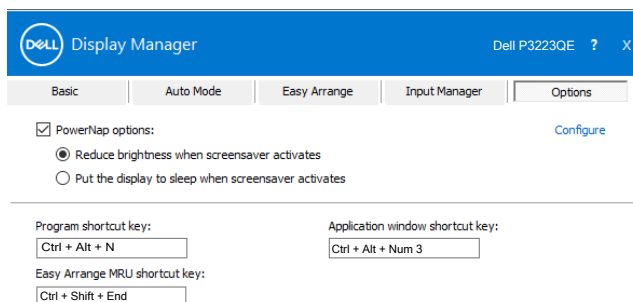 DELL Display Manager Dell P3223QE ? X
Basic Auto Mode Easy Arrange Input Manager Options
PowerNap options: Configure
Reduce brightness when screensaver activates
Put the display to sleep when screensaver activates
Program shortcut key: Application window shortcut key:
Ctrl + Alt + N Ctrl + Alt + Num 3
Easy Arrange MRU shortcut key:
Ctrl + Shift + End